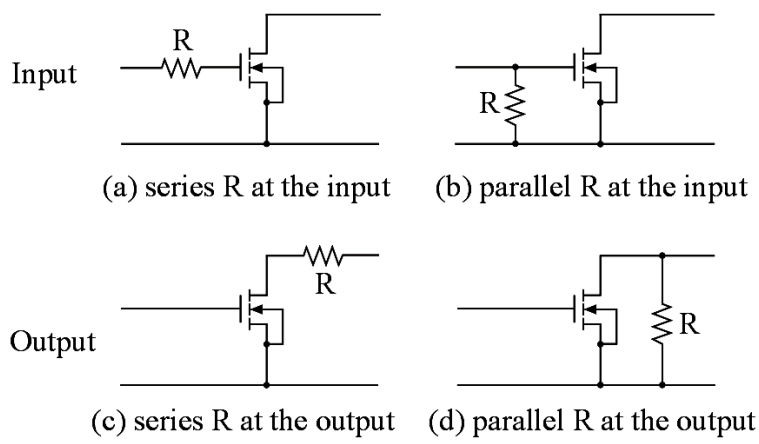 R
Input
R
(a) series R at the input
(b) parallel R at the input
R
Output
R
(c) series R at the output
(d) parallel R at the output